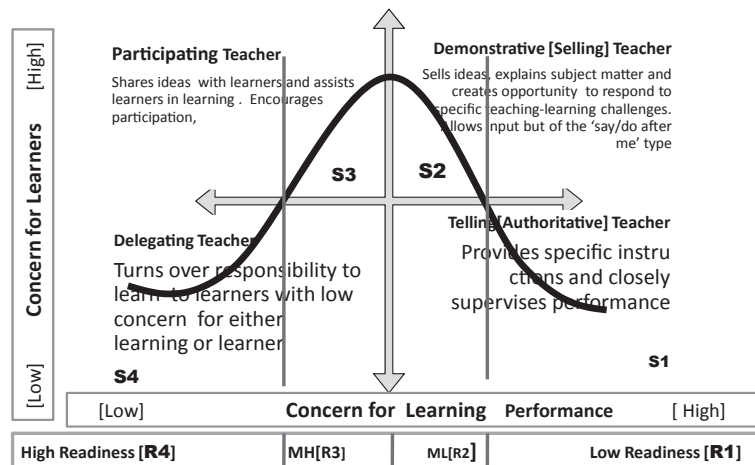 Concern for Learners
[High]
[Low]
Participating Teacher
Shares ideas with learners and assists
learners in learning . Encourages
participation,
Demonstrative [Selling] Teacher
Sells ideas, explains subject matter and
creates opportunity to respond to
specific teaching-learning challenges.
Allows input but of the ‘say/do after
me’ type
S3
S2
Delegating Teacher
Turns over responsibility to
learn to learners with low
concern for either
learning or learner
S4
Telling[Authoritative] Teacher
Provides specific instru
ctions and closely
supervises performance
S1
[Low] Concern for Learning Performance [ High]
High Readiness [R4] MH[R3] ML[R2] Low Readiness [R1]